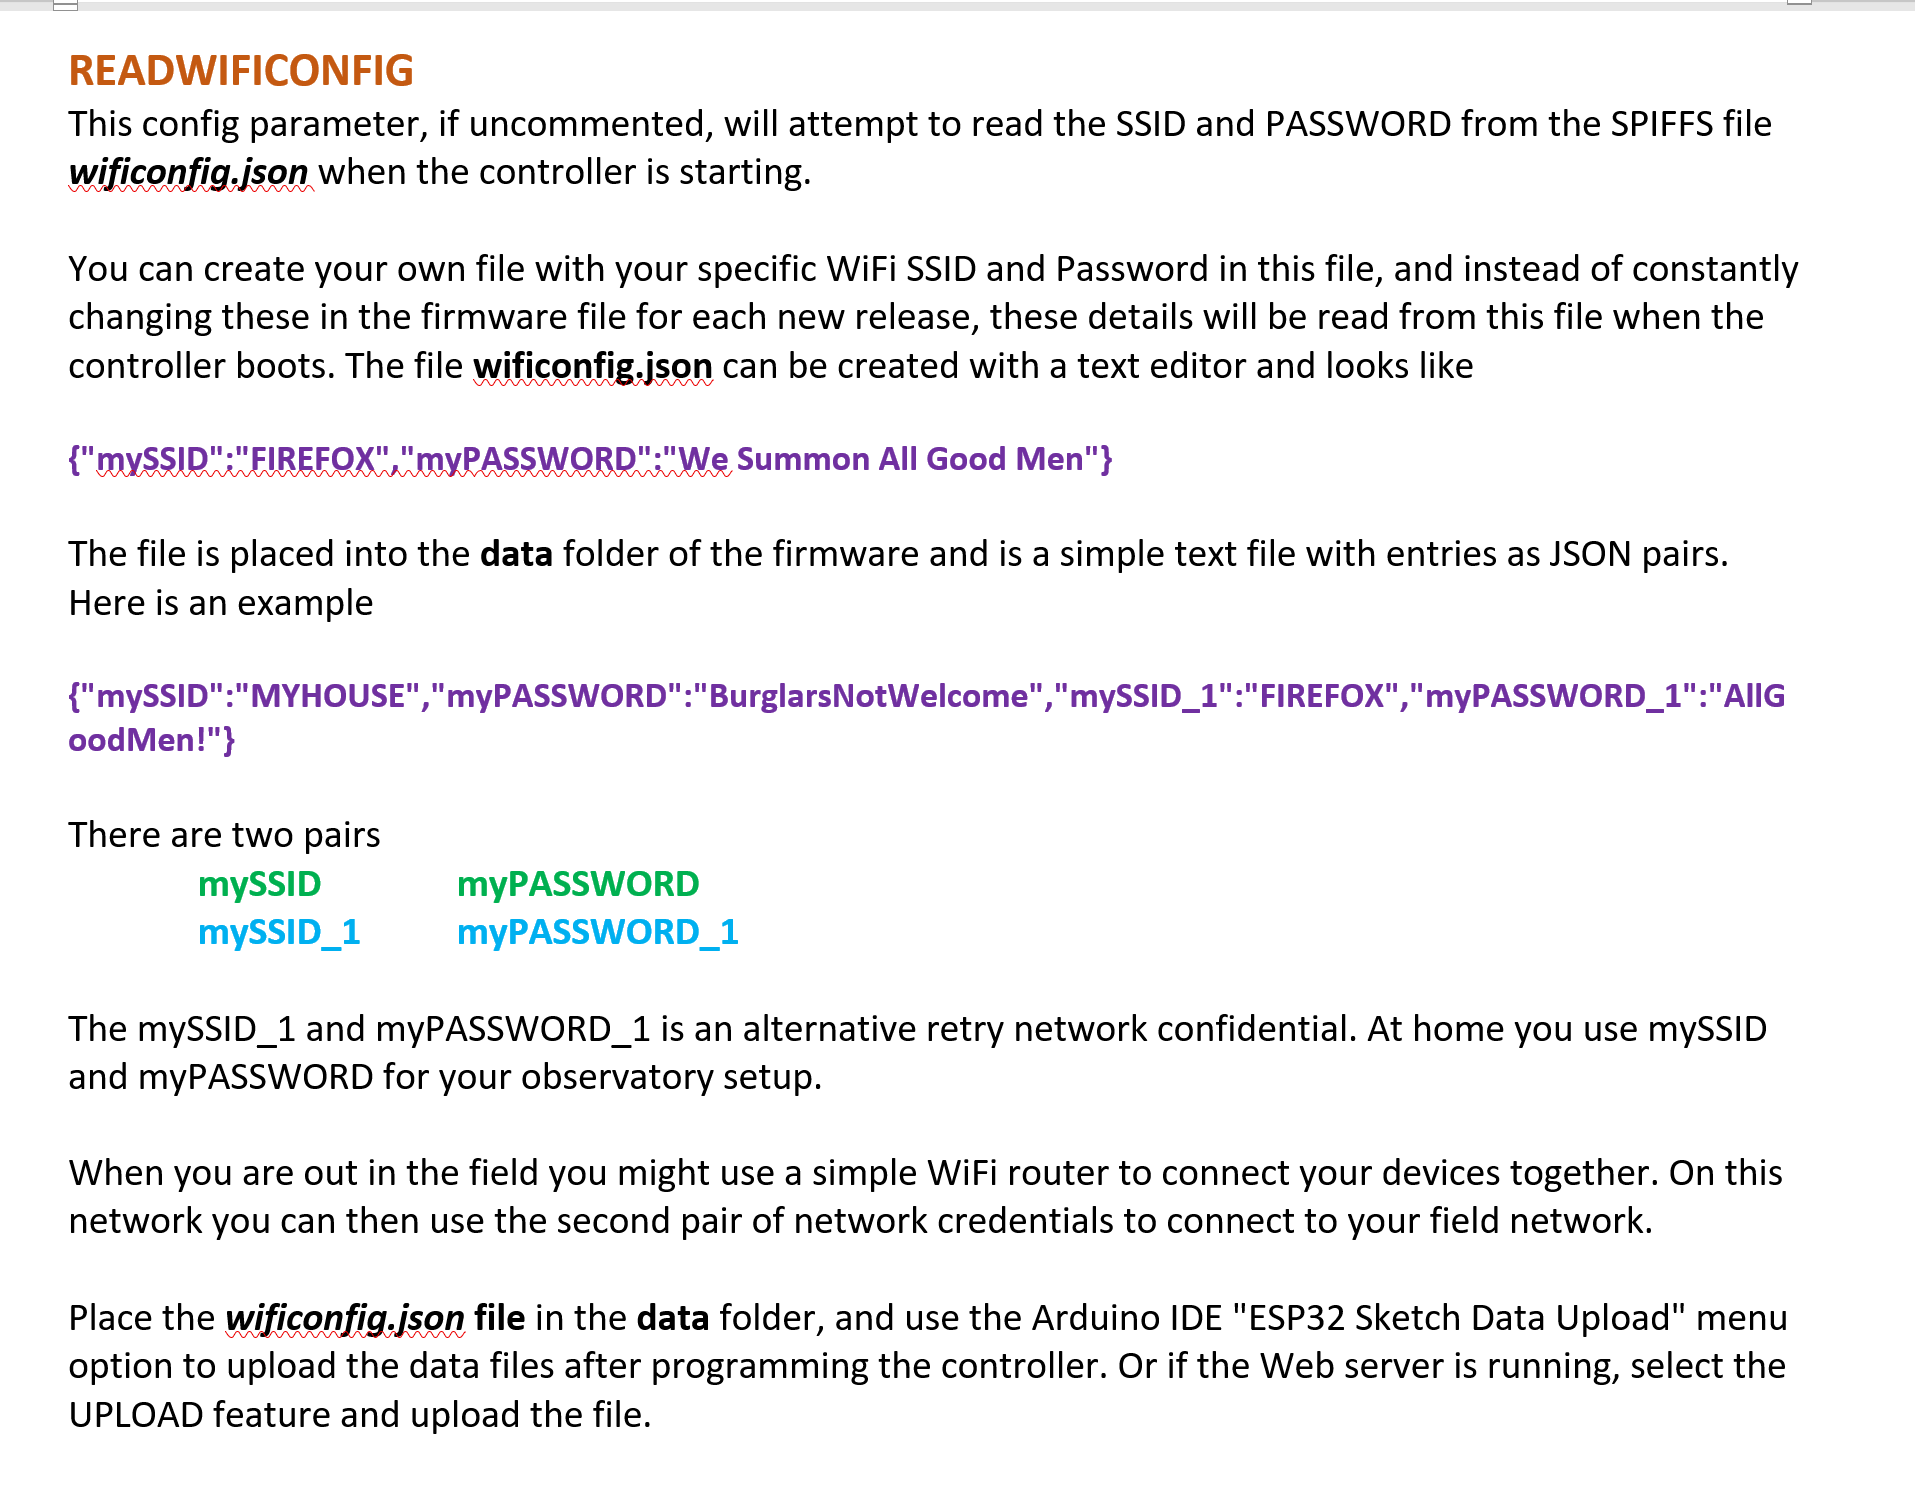 READWIFICONFIG
This config parameter, if uncommented, will attempt to read the SSID and PASSWORD from the SPIFFS file
wificonfig.json when the controller is starting.
You can create your own file with your specific WiFi SSID and Password in this file, and instead of constantly
changing these in the firmware file for each new release, these details will be read from this file when the
controller boots. The file wificonfig.json can be created with a text editor and looks like
{"mySSID":"FIREFOX","myPASSWORD":"We Summon All Good Men"}
The file is placed into the data folder of the firmware and is a simple text file with entries as JSON pairs.
Here is an example
{"mySSID":"MYHOUSE","myPASSWORD":"BurglarsNotWelcome","mySSID_1":"FIREFOX","myPASSWORD_1":"AllG
oodMen!"}
There are two pairs
mySSID myPASSWORD
mySSID_1 myPASSWORD_1
The mySSID_1 and myPASSWORD_1 is an alternative retry network confidential. At home you use mySSID
and myPASSWORD for your observatory setup.
When you are out in the field you might use a simple WiFi router to connect your devices together. On this
network you can then use the second pair of network credentials to connect to your field network.
Place the wificonfig.json file in the data folder, and use the Arduino IDE "ESP32 Sketch Data Upload" menu
option to upload the data files after programming the controller. Or if the Web server is running, select the
UPLOAD feature and upload the file.